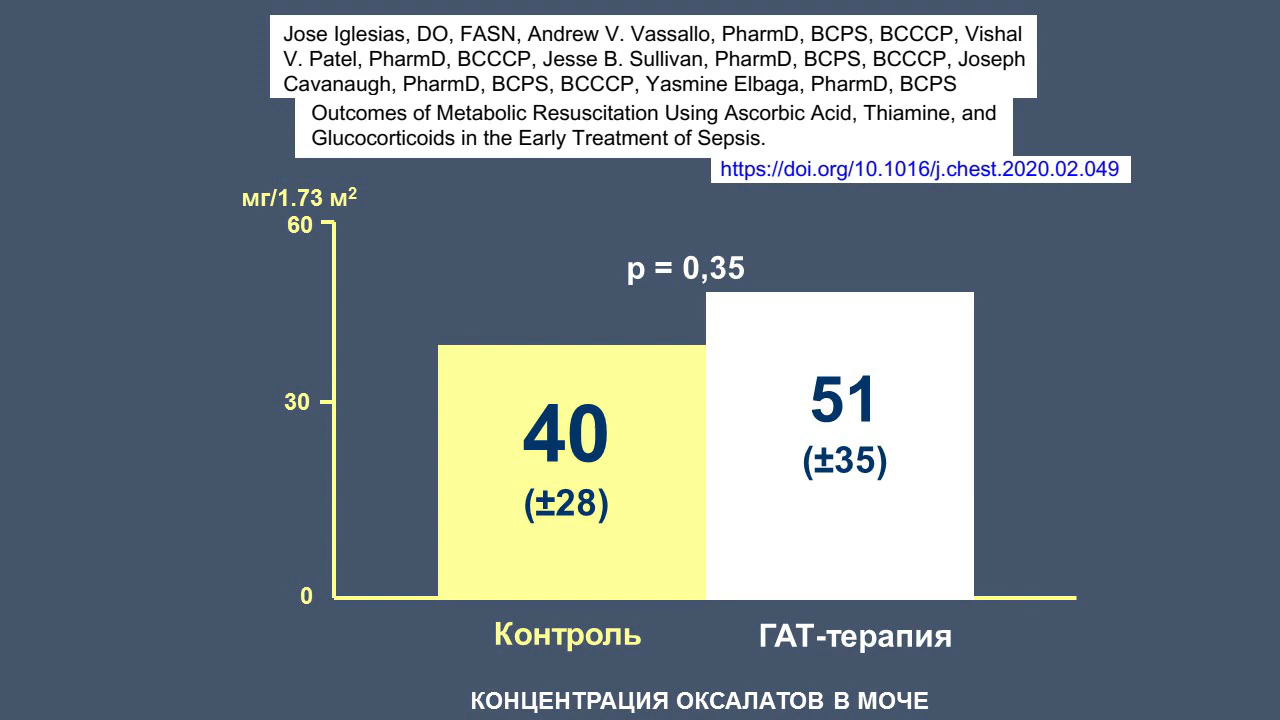 Jose Iglesias, DO, FASN, Andrew V. Vassallo, PharmD, BCPS, BCCCP, Vishal
V. Patel, PharmD, BCCCP, Jesse B. Sullivan, PharmD, BCPS, BCCCP, Joseph
Cavanaugh, PharmD, BCPS, BCCCP, Yasmine Elbaga, PharmD, BCPS
Outcomes of Metabolic Resuscitation Using Ascorbic Acid, Thiamine, and
Glucocorticoids in the Early Treatment of Sepsis.
https://doi.org/10.1016/j.chest.2020.02.049
мг/1.73 м²
60
p = 0,35
30
40
(±28)
51
(±35)
0
Контроль
ГАТ-терапия
КОНЦЕНТРАЦИЯ ОКСАЛАТОВ В МОЧЕ